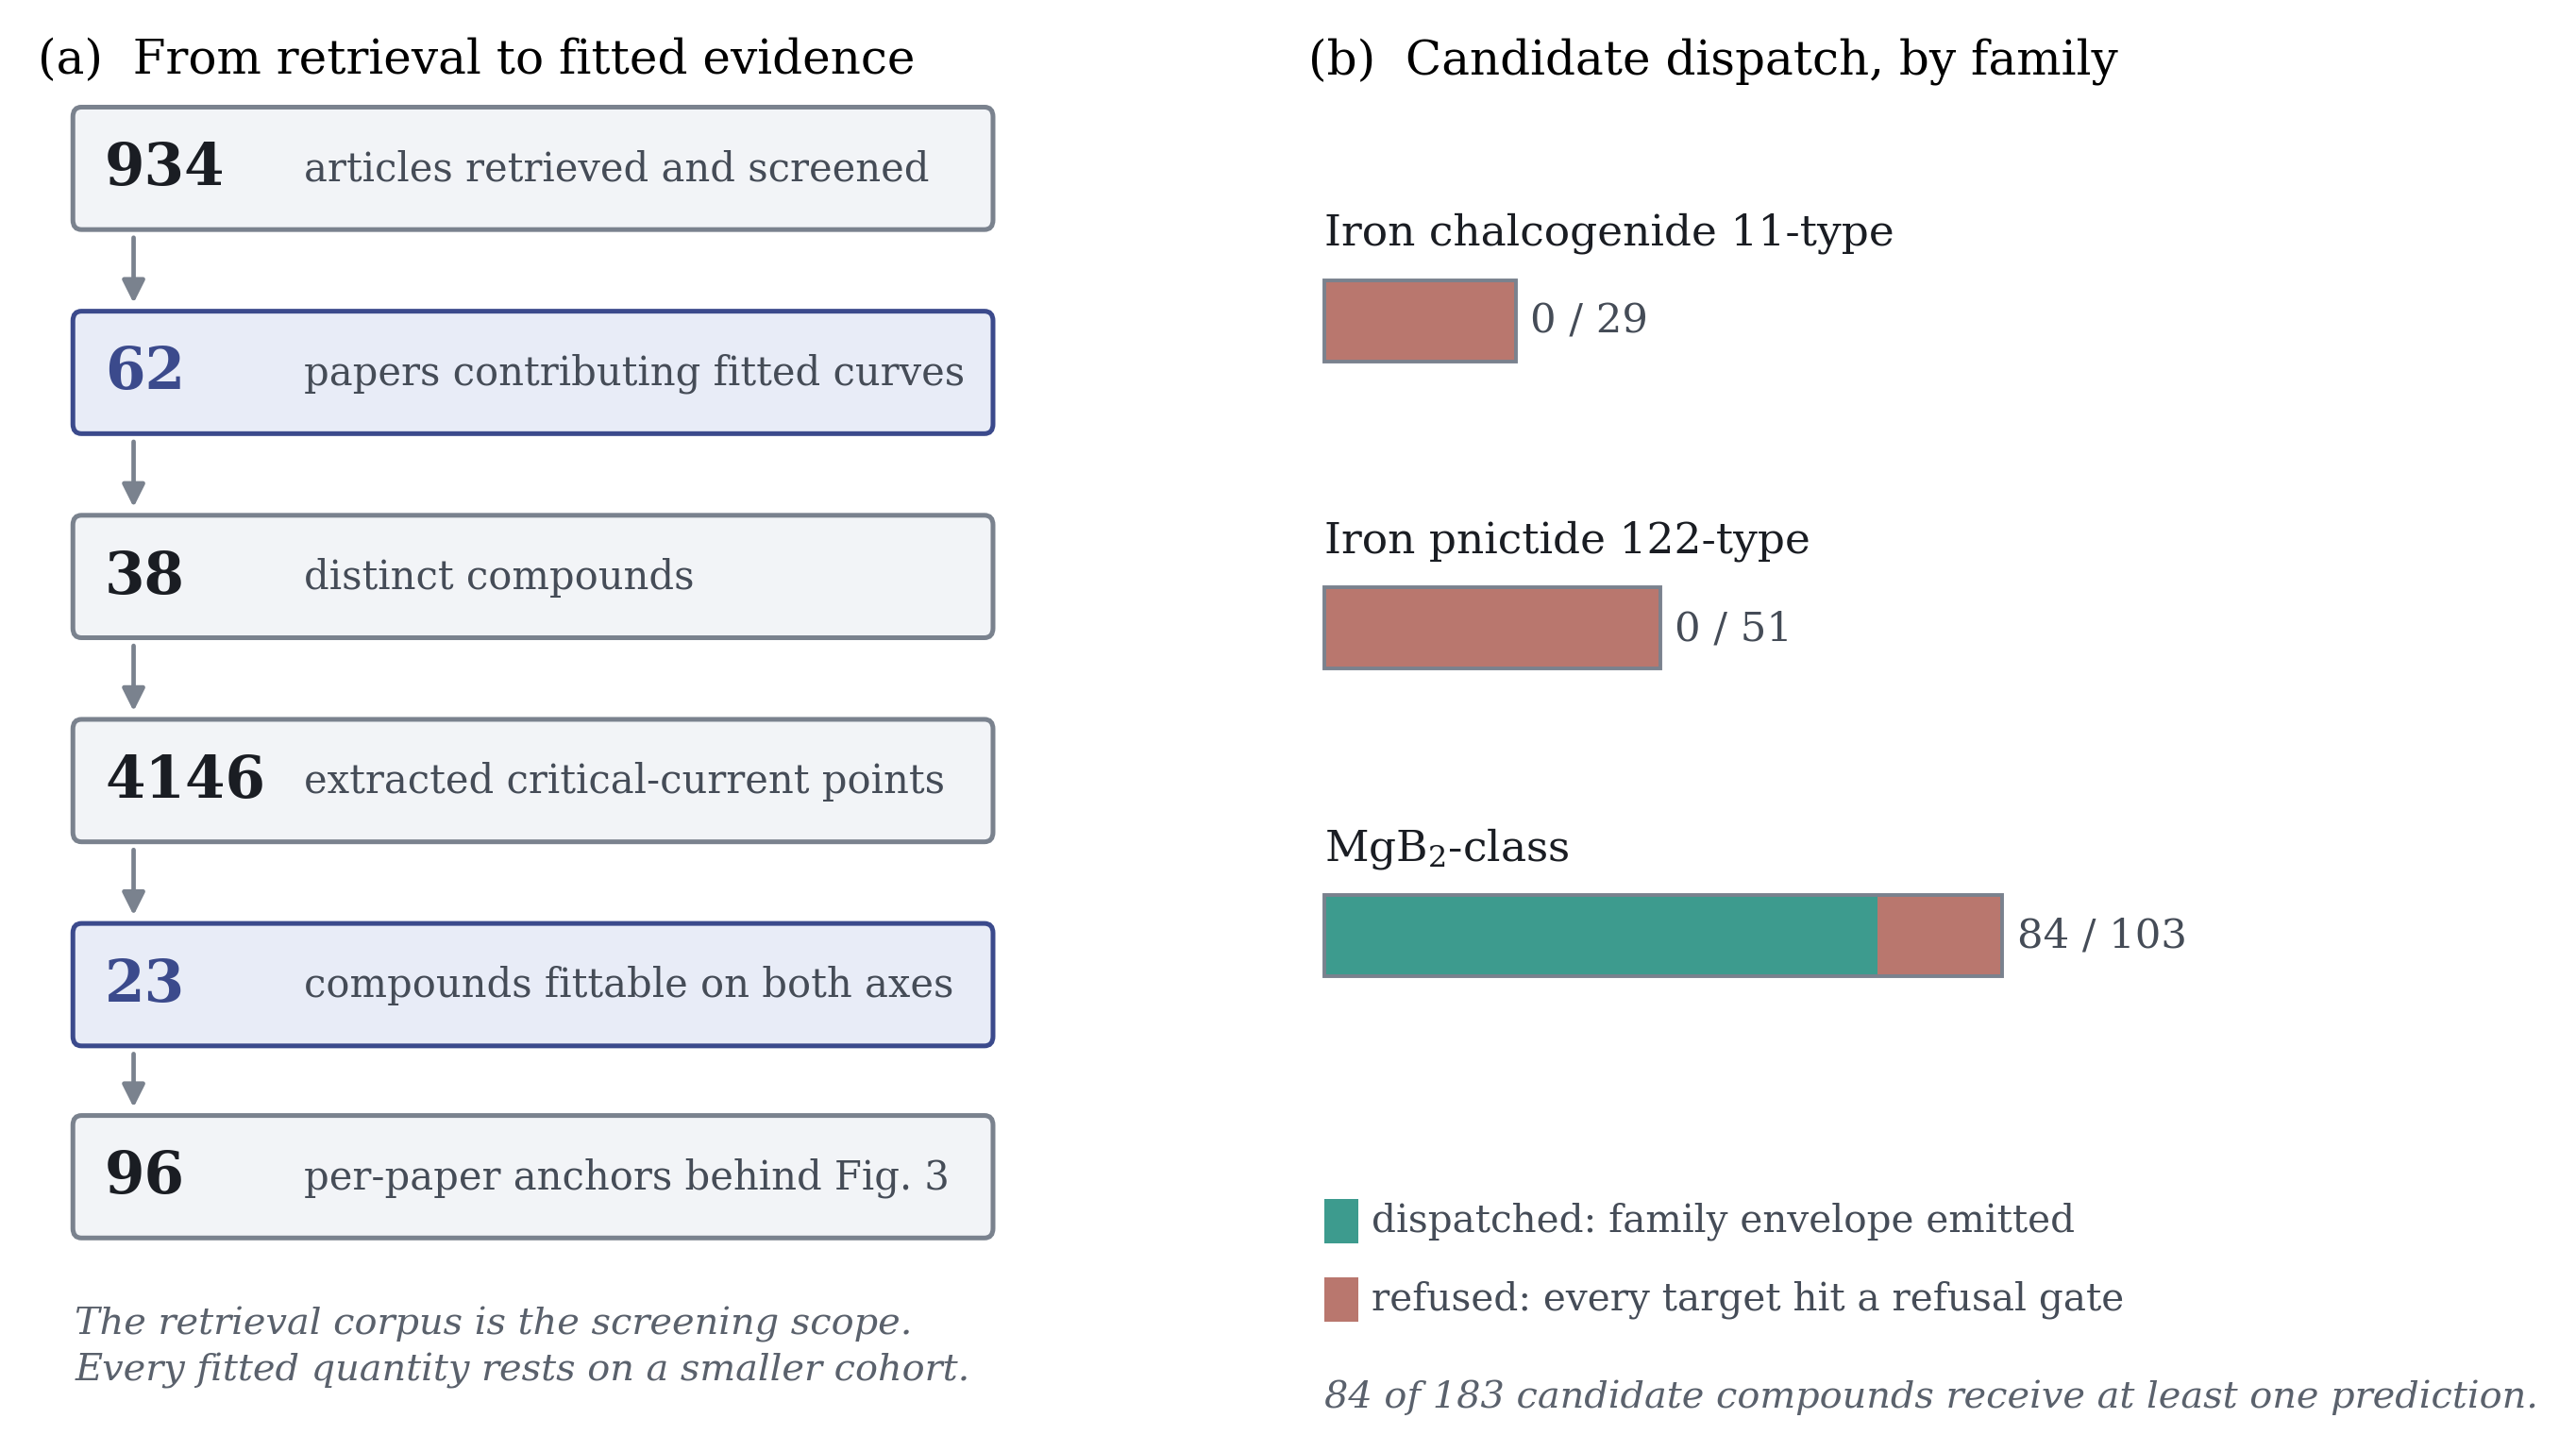 (a) From retrieval to fitted evidence
934 articles retrieved and screened
62 papers contributing fitted curves
38 distinct compounds
4146 extracted critical-current points
23 compounds fittable on both axes
96 per-paper anchors behind Fig. 3
The retrieval corpus is the screening scope.
Every fitted quantity rests on a smaller cohort.
(b) Candidate dispatch, by family
Iron chalcogenide 11-type
0 / 29
Iron pnictide 122-type
0 / 51
MgB₂-class
84 / 103
dispatched: family envelope emitted
refused: every target hit a refusal gate
84 of 183 candidate compounds receive at least one prediction.